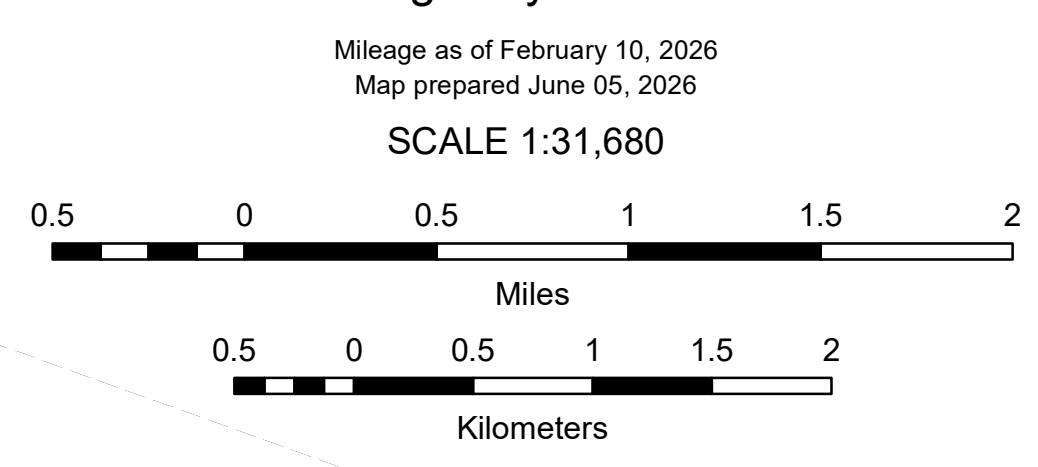 Mileage as of February 10, 2026
Map prepared June 05, 2026
SCALE 1:31,680
0.5 0 0.5 1 1.5 2
Miles
0.5 0 0.5 1 1.5 2
Kilometers